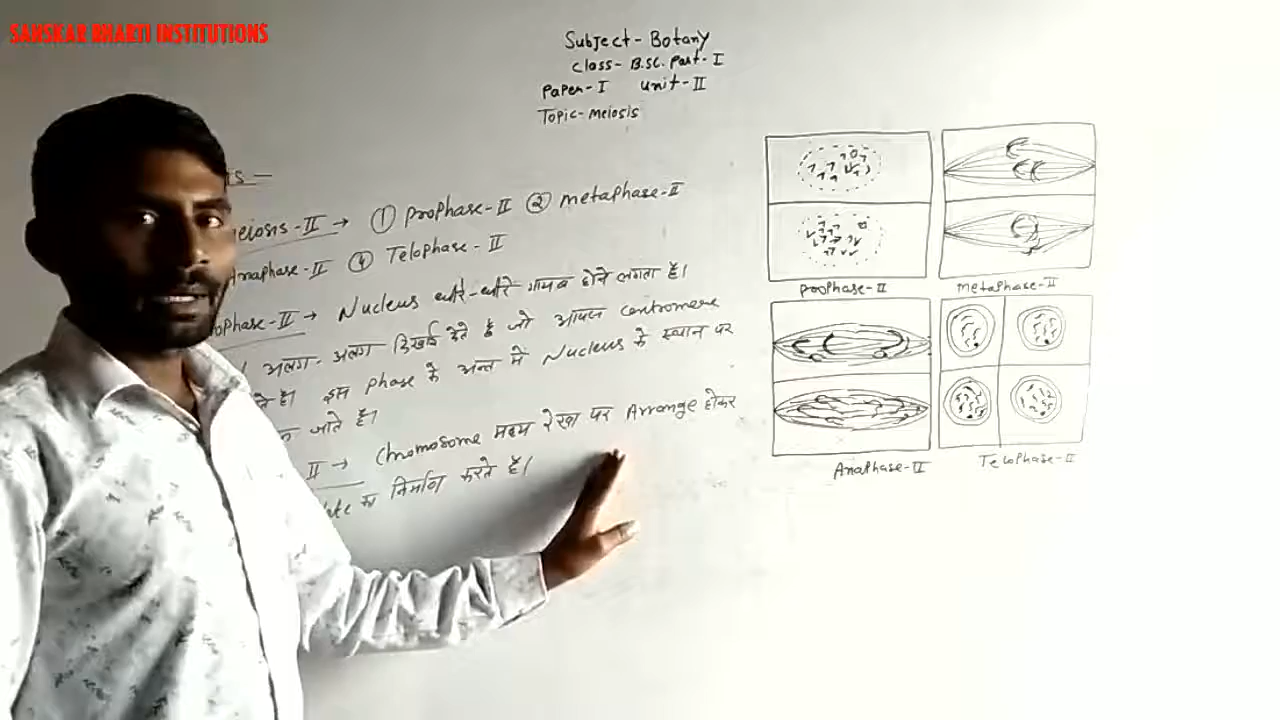 SANSKAR BHARTI INSTITUTIONS
Subject- Botany
Class- B.SC. Part- I
Paper- I Unit- II
Topic- meiosis
eiosis-II → ① Prophase-II ② metaphase-II
Anaphase-II ④ Telophase-II
ophase-II → Nucleus धीरे-धीरे गायब होने लगता है।
अलग-अलग दिखाई देते है जो आपस centromere
है। इस phase के अन्त में Nucleus के स्थान पर
जाते है।
II → Chromosome मध्य रेखा पर Arrange होकर
का निर्माण करते है।
Prophase-II
metaphase-II
Anaphase-II
Telophase-II